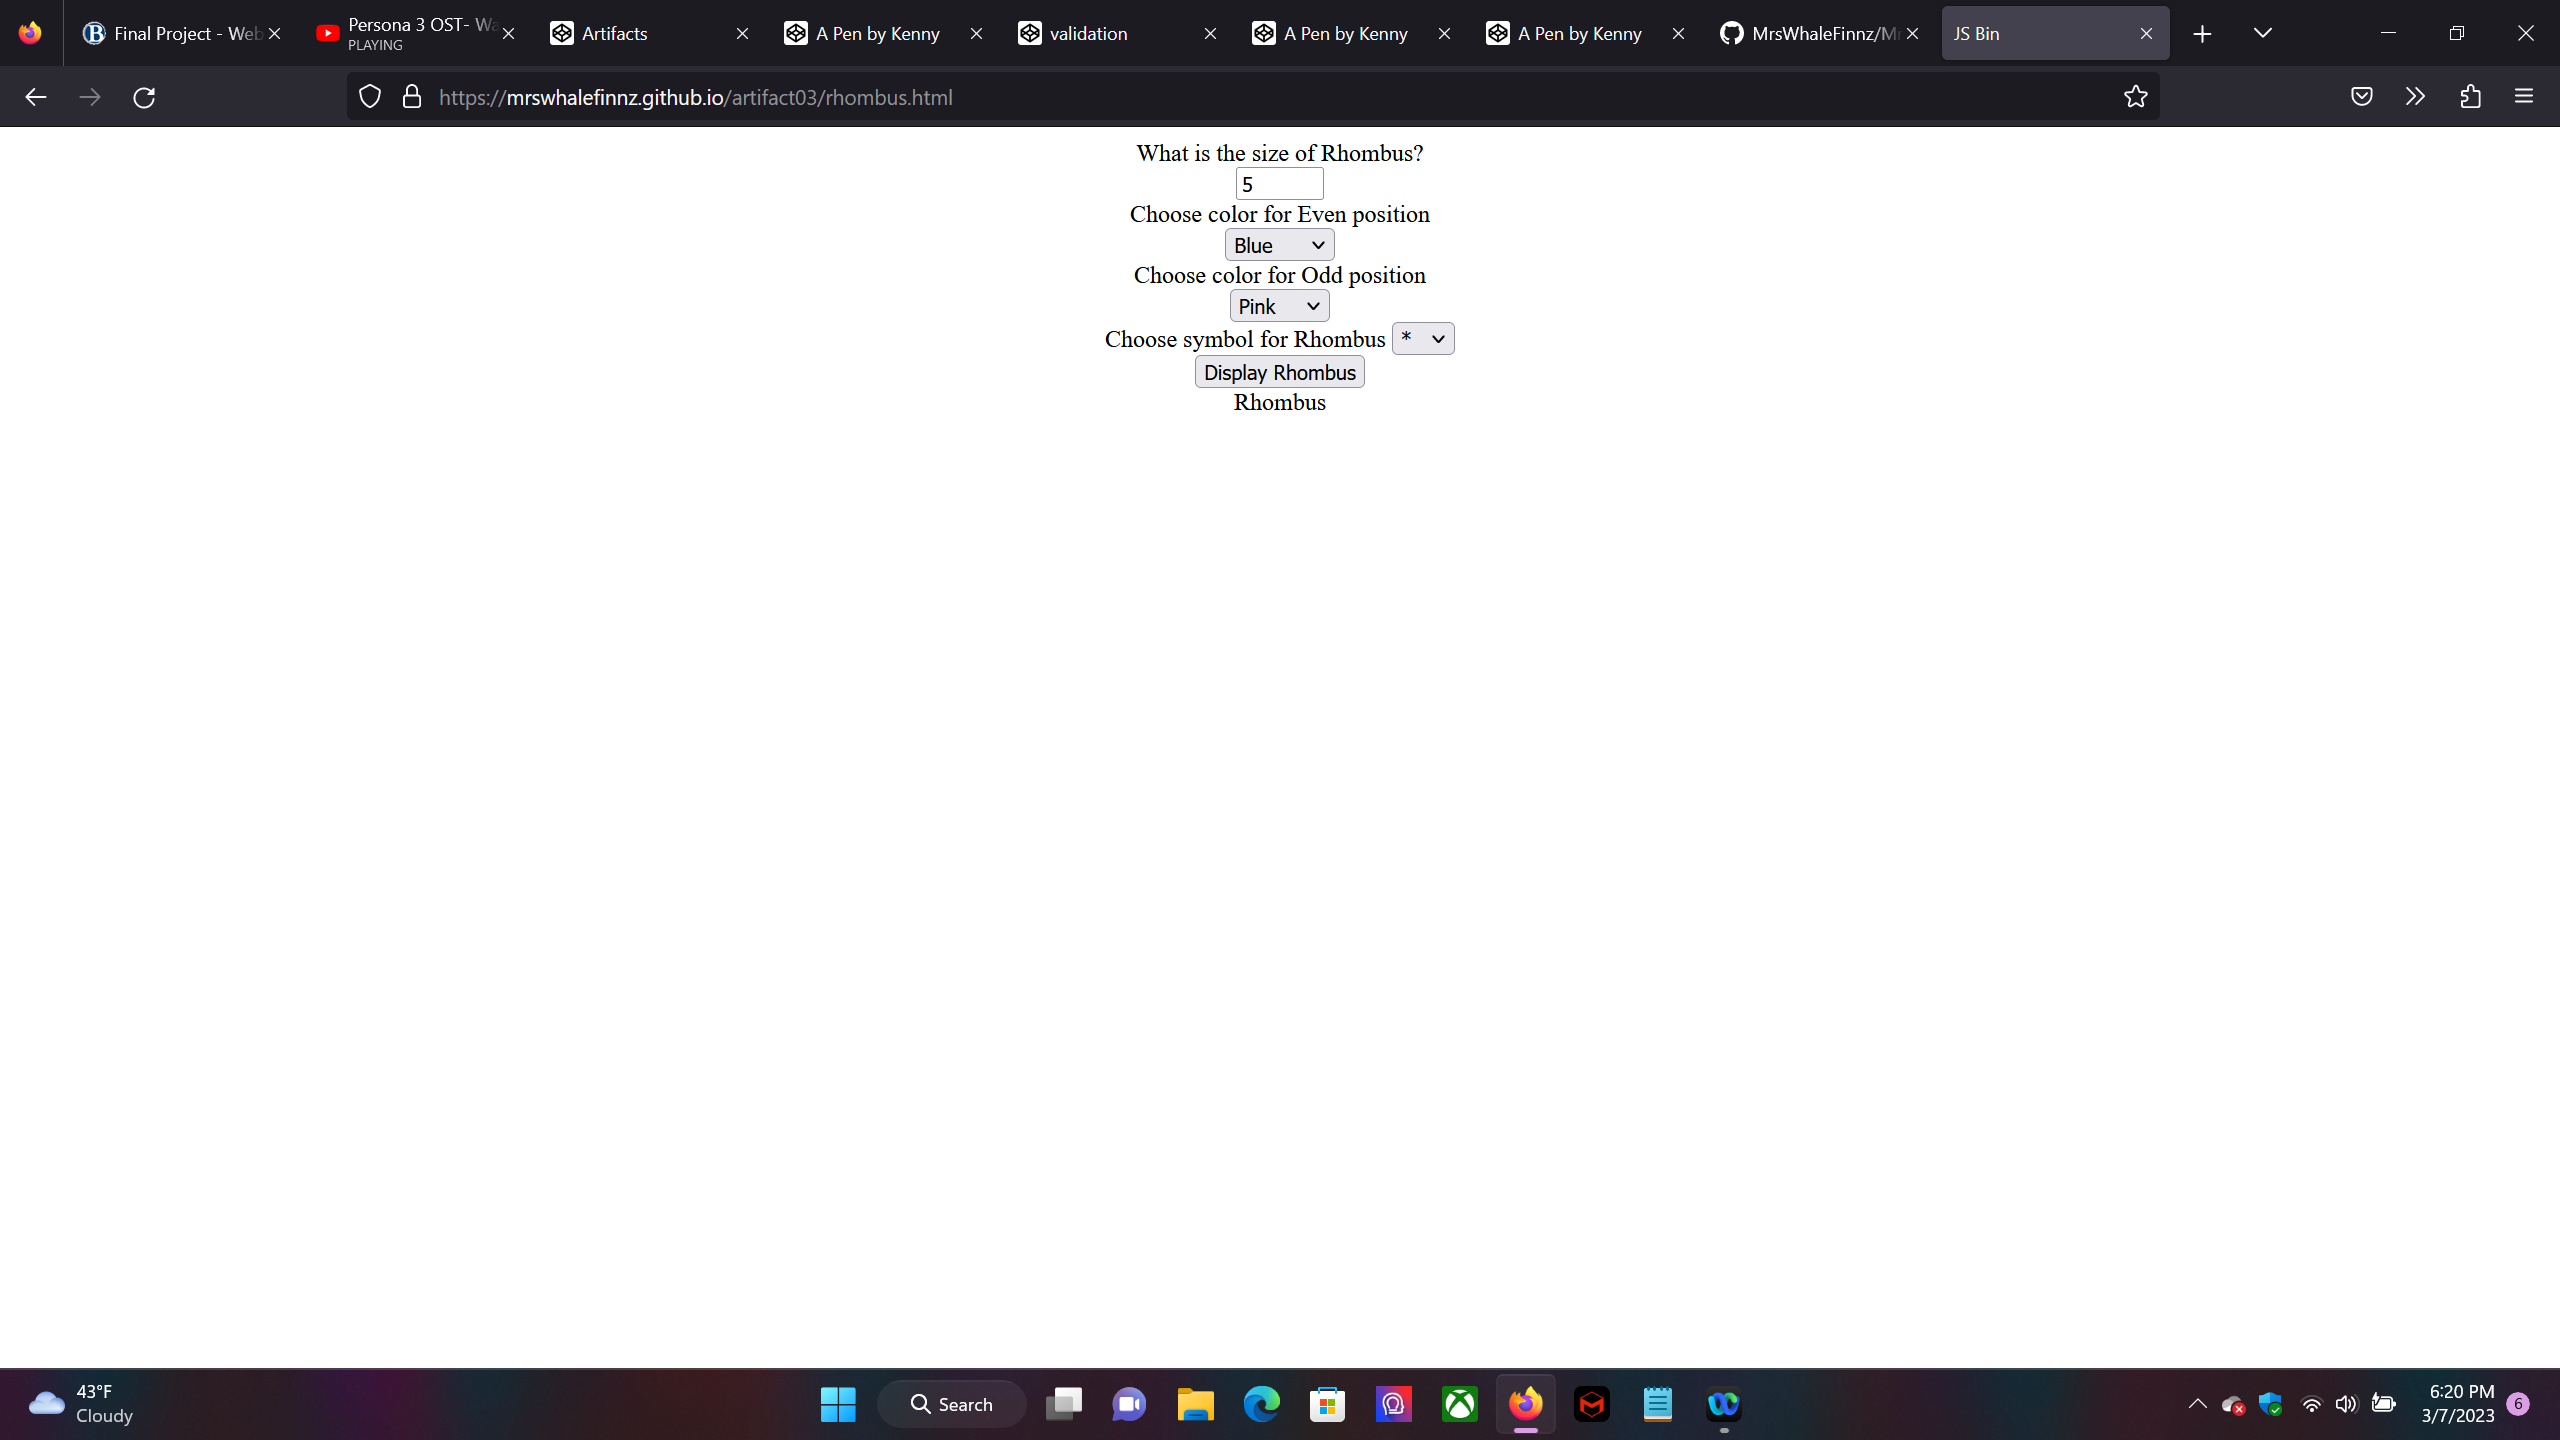 Final Project - Web
Persona 3 OST- Wa
PLAYING
Artifacts
A Pen by Kenny
validation
A Pen by Kenny
A Pen by Kenny
MrsWhaleFinnz/Mr
JS Bin
https://mrswhalefinnz.github.io/artifact03/rhombus.html
What is the size of Rhombus?
5
Choose color for Even position
Blue
Choose color for Odd position
Pink
Choose symbol for Rhombus *
Display Rhombus
Rhombus
43°F
Cloudy
Search
6:20 PM
3/7/2023
6